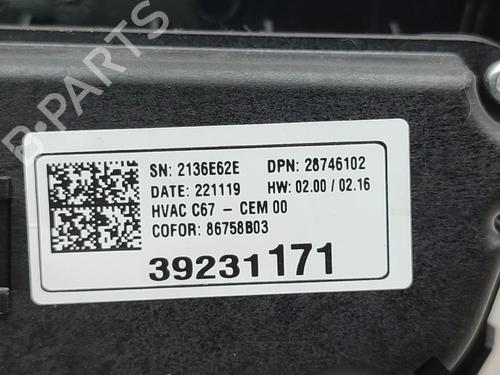 SN: 2136E62E DPN: 28746102
DATE: 221119 HW: 02.00 / 02.16
HVAC C67 - CEM 00
COFOR: 86758B03
39231171
B-PARTS